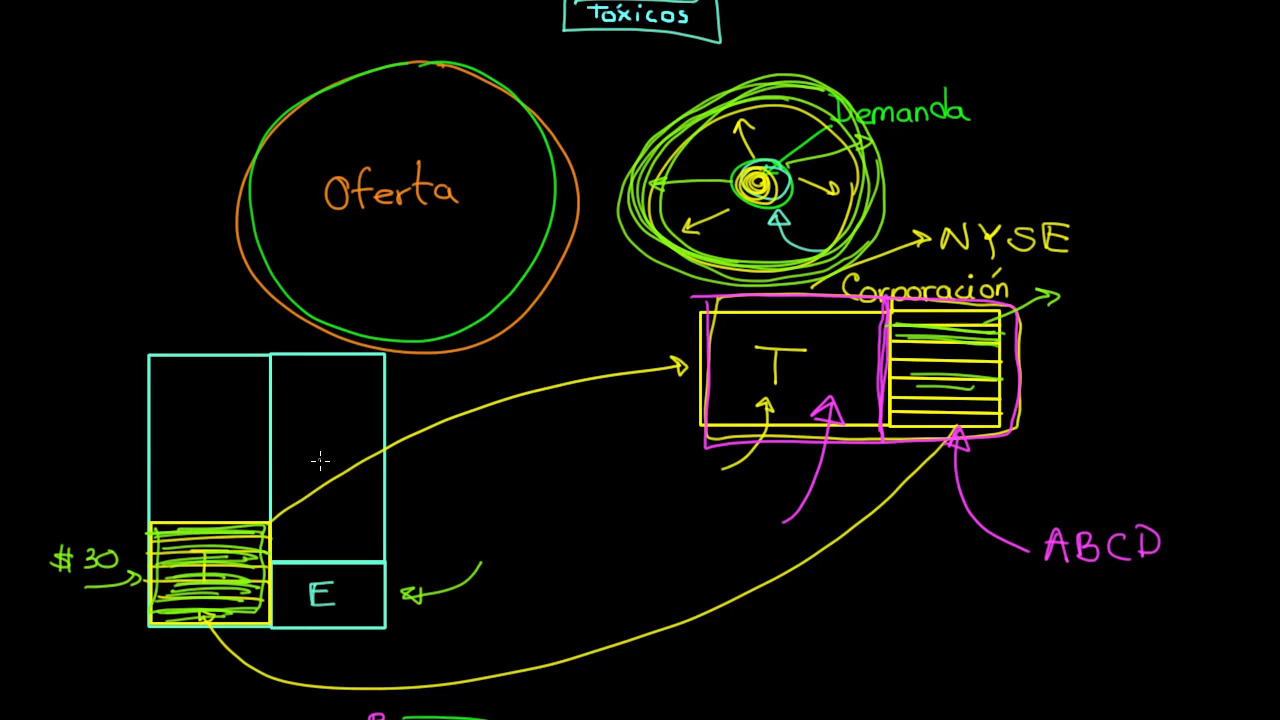 Tóxicos
Demanda
Oferta
NYSE
Corporación
T
$30
T
E
ABCD